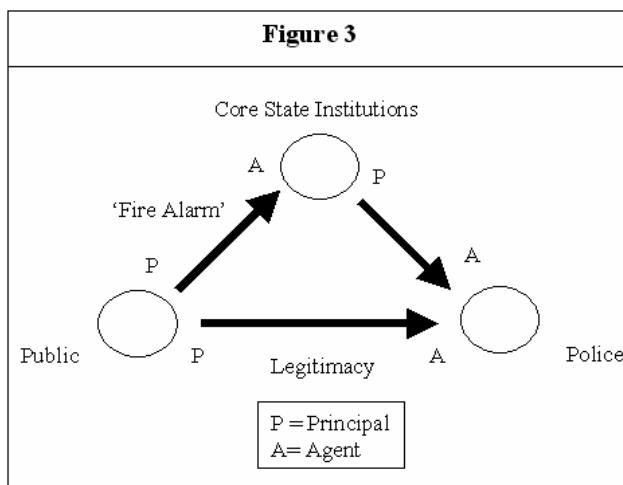 Figure 3
Core State Institutions
A
P
‘Fire Alarm’
P
A
Public
P
Legitimacy
A
Police
P = Principal
A= Agent